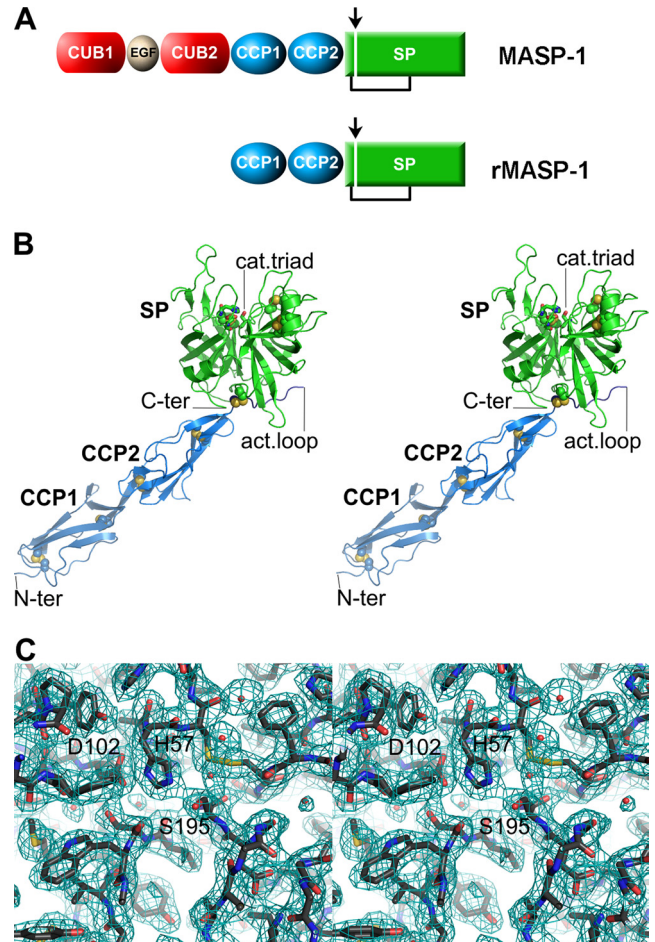 A
CUB1 EGF CUB2 CCP1 CCP2 SP MASP-1
CCP1 CCP2 SP rMASP-1
B
cat.triad cat.triad
SP SP
C-ter C-ter
act.loop act.loop
CCP2 CCP2
CCP1 CCP1
N-ter N-ter
C
D102 H57 D102 H57
S195 S195